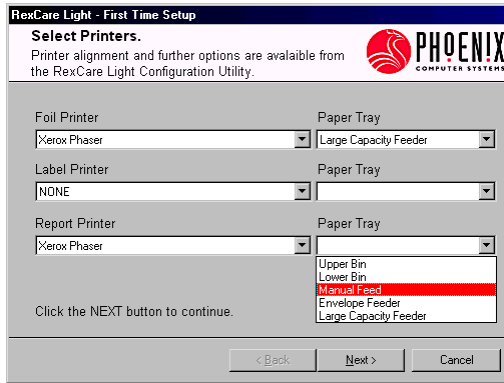 RexCare Light - First Time Setup
Select Printers.
Printer alignment and further options are avalaible from
the RexCare Light Configuration Utility.
PHOENIX
COMPUTER SYSTEMS
Foil Printer
Paper Tray
Xerox Phaser
Large Capacity Feeder
Label Printer
Paper Tray
NONE
Report Printer
Paper Tray
Xerox Phaser
Upper Bin
Lower Bin
Manual Feed
Envelope Feeder
Large Capacity Feeder
Click the NEXT button to continue.
< Back
Next >
Cancel